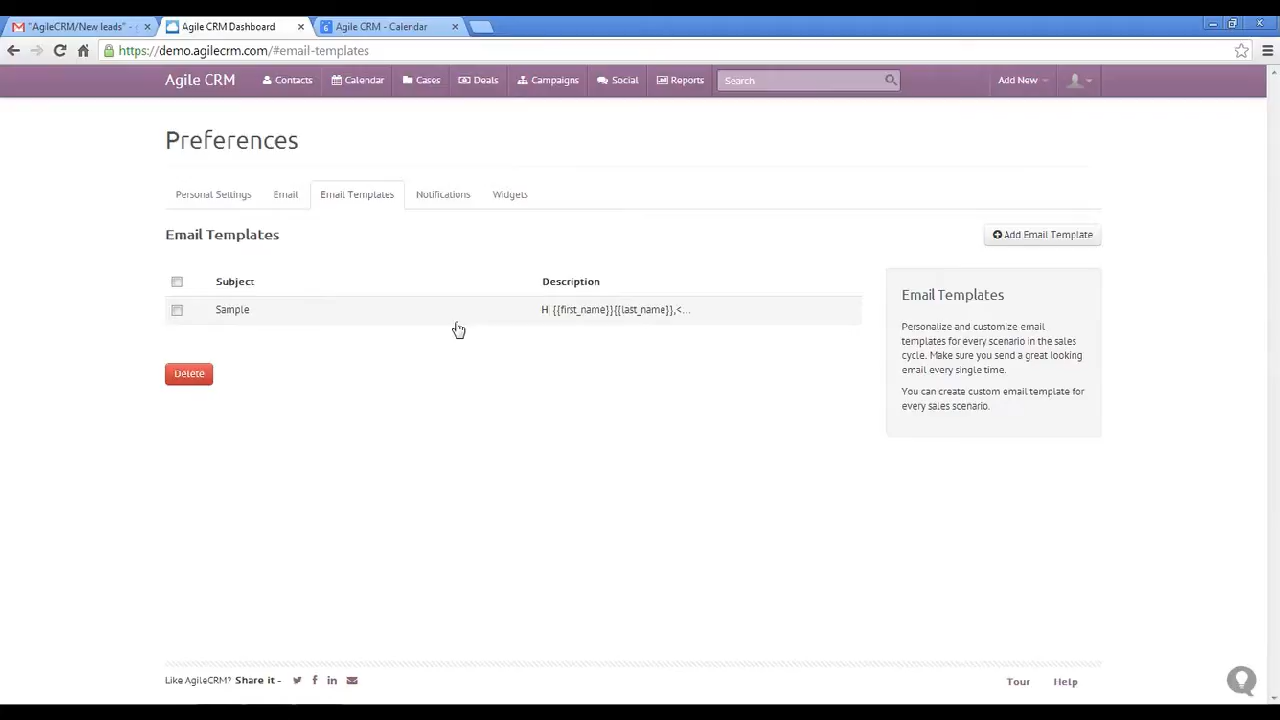 "AgileCRM/New leads" -
Agile CRM Dashboard
Agile CRM - Calendar
https://demo.agilecrm.com/#email-templates
Agile CRM Contacts Calendar Cases Deals Campaigns Social Reports Search Add New
Preferences
Personal Settings Email Email Templates Notifications Widgets
Email Templates
Add Email Template
Subject Description
Sample Hi {{first_name}}{{last_name}},<...
Delete
Email Templates
Personalize and customize email
templates for every scenario in the sales
cycle. Make sure you send a great looking
email every single time.
You can create custom email template for
every sales scenario.
Like AgileCRM? Share it -
Tour Help